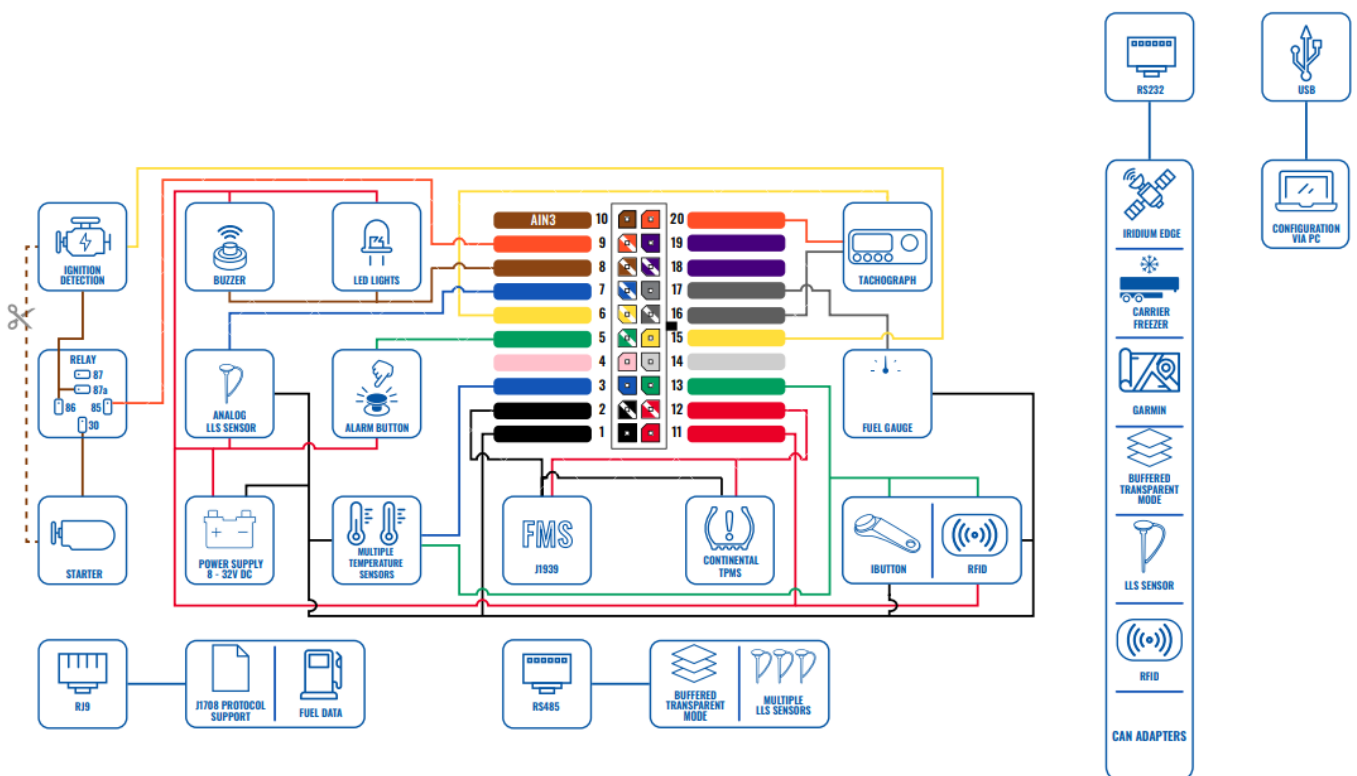 RS232
USB
IRIDIUM EDGE
CARRIER
FREEZER
GARMIN
BUFFERED
TRANSPARENT
MODE
LLS SENSOR
RFID
CAN ADAPTERS
CONFIGURATION
VIA PC
IGNITION
DETECTION
BUZZER
LED LIGHTS
AIN3
10
9
8
7
6
5
4
3
2
1
20
19
18
17
16
15
14
13
12
11
TACHOGRAPH
RELAY
87
87a
86
85
30
ANALOG
LLS SENSOR
ALARM BUTTON
FUEL GAUGE
STARTER
POWER SUPPLY
8 - 32V DC
MULTIPLE
TEMPERATURE
SENSORS
FMS
J1939
CONTINENTAL
TPMS
IBUTTON
RFID
RJ9
J1708 PROTOCOL
SUPPORT
FUEL DATA
RS485
BUFFERED
TRANSPARENT
MODE
MULTIPLE
LLS SENSORS